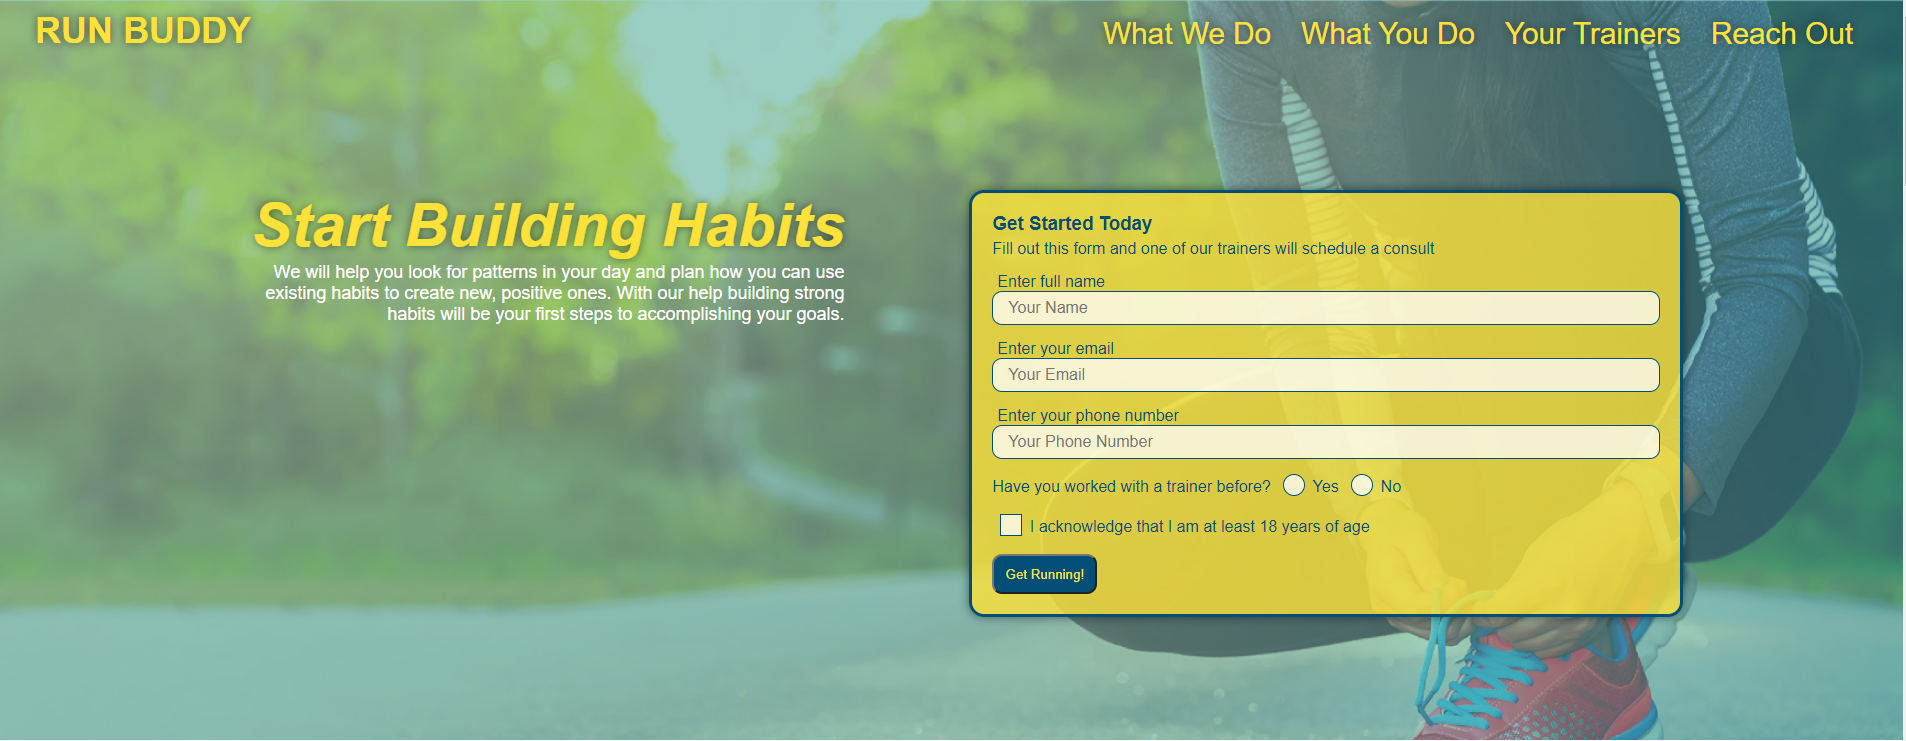 RUN BUDDY
What We Do What You Do Your Trainers Reach Out
Start Building Habits
We will help you look for patterns in your day and plan how you can use
existing habits to create new, positive ones. With our help building strong
habits will be your first steps to accomplishing your goals.
Get Started Today
Fill out this form and one of our trainers will schedule a consult
Enter full name
Your Name
Enter your email
Your Email
Enter your phone number
Your Phone Number
Have you worked with a trainer before? Yes No
I acknowledge that I am at least 18 years of age
Get Running!